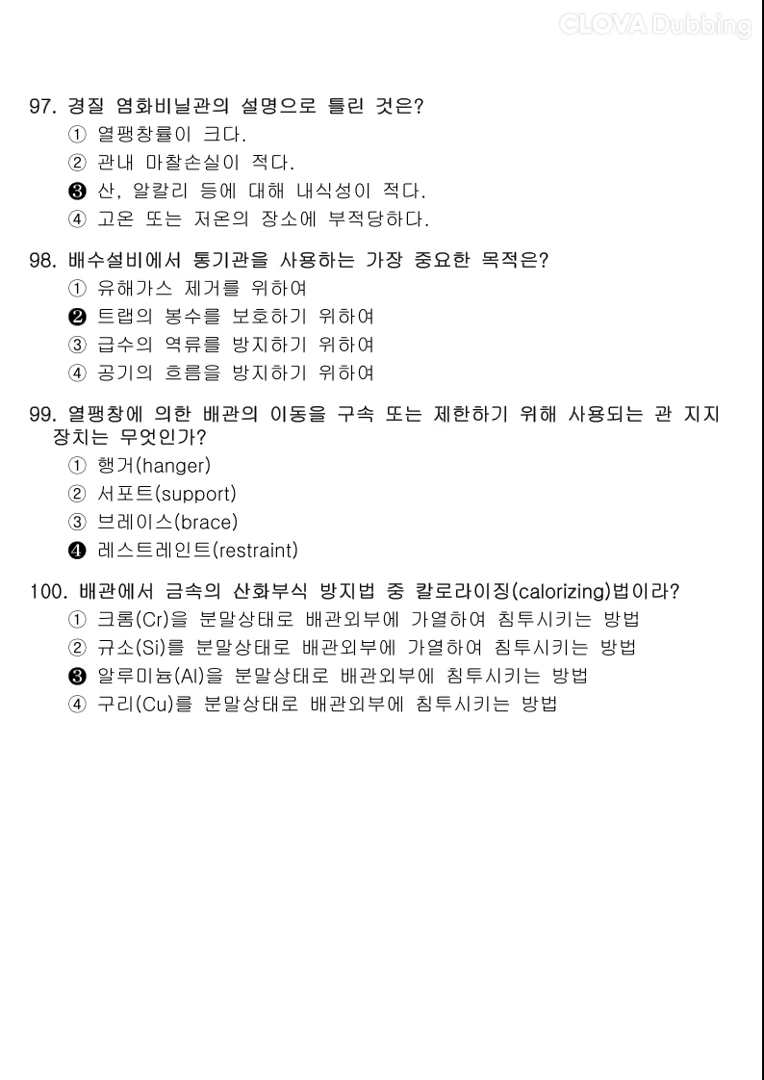 CLOVA Dubbing
97. 경질 염화비닐관의 설명으로 틀린 것은?
① 열팽창률이 크다.
② 관내 마찰손실이 적다.
❸ 산, 알칼리 등에 대해 내식성이 적다.
④ 고온 또는 저온의 장소에 부적당하다.
98. 배수설비에서 통기관을 사용하는 가장 중요한 목적은?
① 유해가스 제거를 위하여
❷ 트랩의 봉수를 보호하기 위하여
③ 급수의 역류를 방지하기 위하여
④ 공기의 흐름을 방지하기 위하여
99. 열팽창에 의한 배관의 이동을 구속 또는 제한하기 위해 사용되는 관 지지
장치는 무엇인가?
① 행거(hanger)
② 서포트(support)
③ 브레이스(brace)
❹ 레스트레인트(restraint)
100. 배관에서 금속의 산화부식 방지법 중 칼로라이징(calorizing)법이라?
① 크롬(Cr)을 분말상태로 배관외부에 가열하여 침투시키는 방법
② 규소(Si)를 분말상태로 배관외부에 가열하여 침투시키는 방법
❸ 알루미늄(Al)을 분말상태로 배관외부에 침투시키는 방법
④ 구리(Cu)를 분말상태로 배관외부에 침투시키는 방법